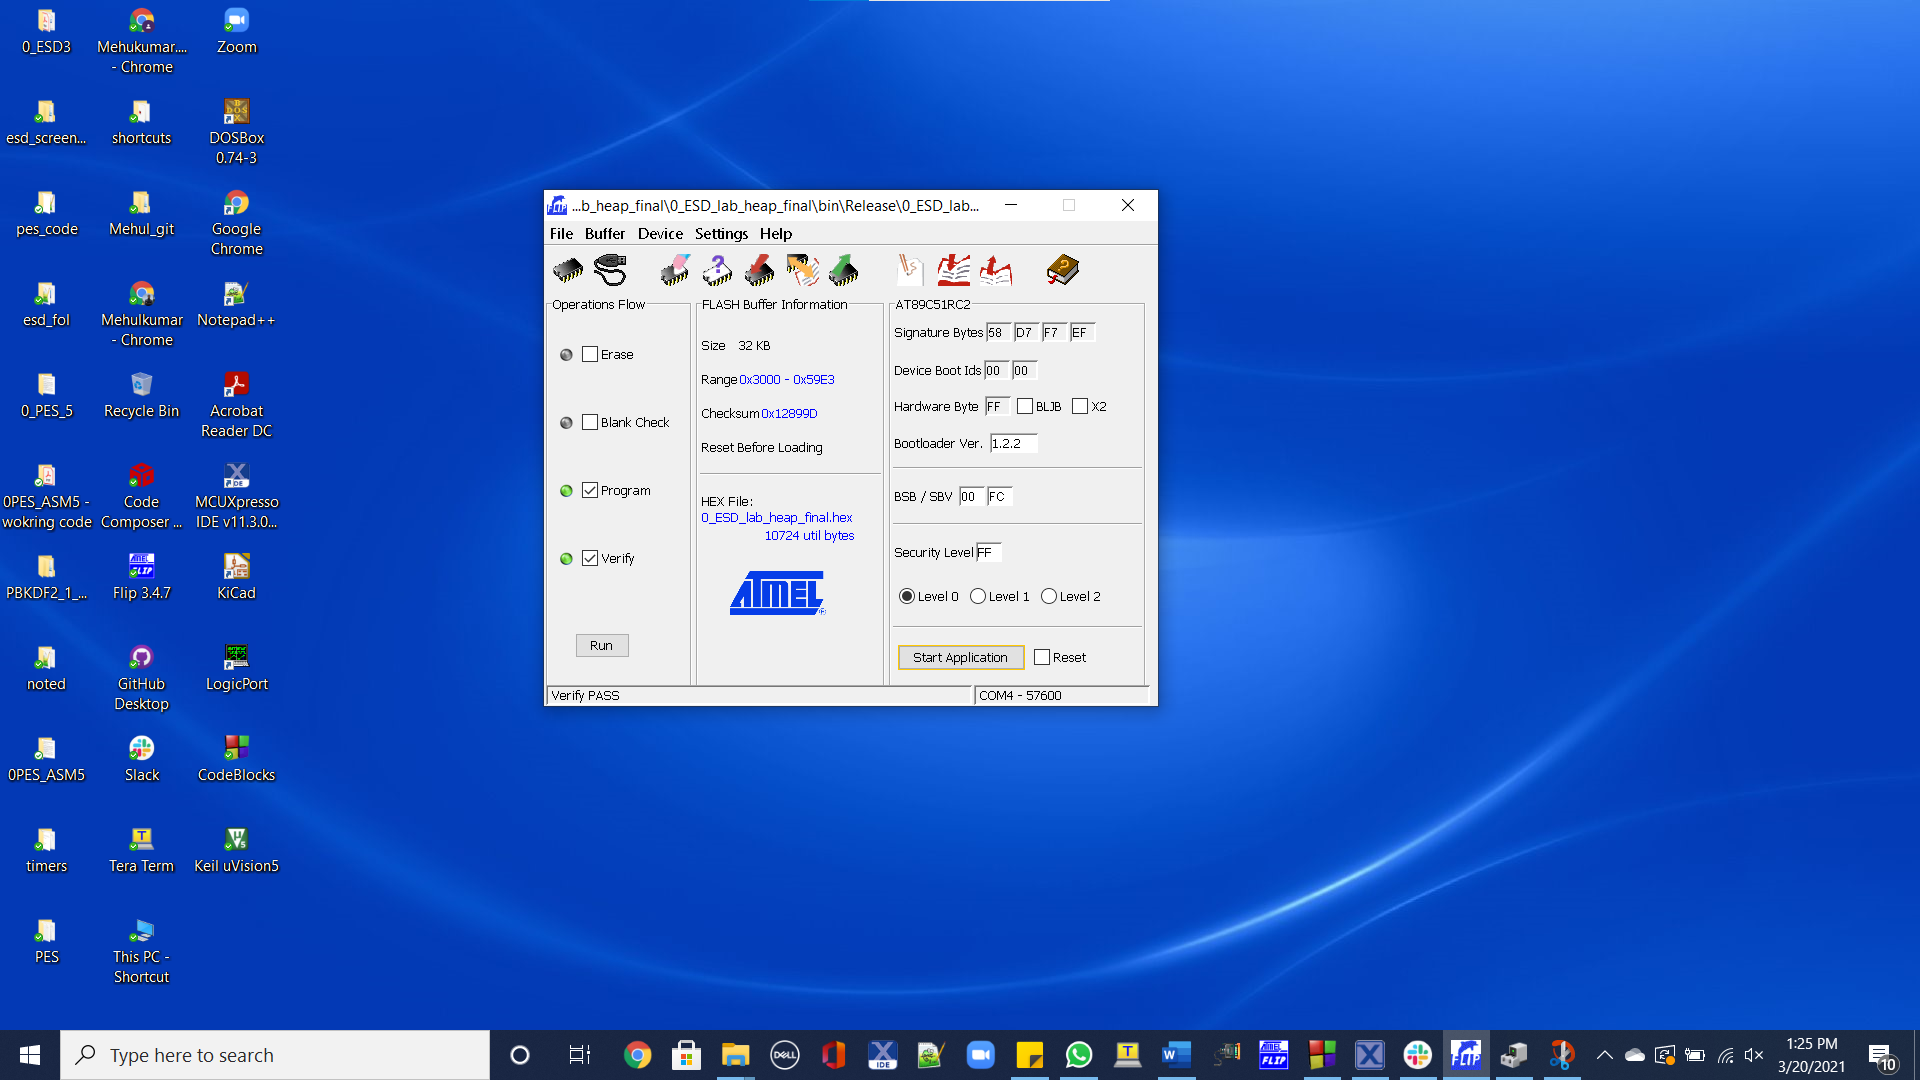 0_ESD3
Mehukumar....
- Chrome
Zoom
esd_screen...
shortcuts
DOSBox
0.74-3
pes_code
Mehul_git
Google
Chrome
esd_fol
Mehulkumar
- Chrome
Notepad++
0_PES_5
Recycle Bin
Acrobat
Reader DC
0PES_ASM5 -
wokring code
Code
Composer ...
MCUXpresso
IDE v11.3.0...
PBKDF2_1_...
Flip 3.4.7
KiCad
noted
GitHub
Desktop
LogicPort
0PES_ASM5
Slack
CodeBlocks
timers
Tera Term
Keil uVision5
PES
This PC -
Shortcut
...b_heap_final\0_ESD_lab_heap_final\bin\Release\0_ESD_lab...
File Buffer Device Settings Help
Operations Flow
Erase
Blank Check
Program
Verify
Run
FLASH Buffer Information
Size 32 KB
Range 0x3000 - 0x59E3
Checksum 0x12899D
Reset Before Loading
HEX File:
0_ESD_lab_heap_final.hex
10724 util bytes
ATMEL
AT89C51RC2
Signature Bytes 58 D7 F7 EF
Device Boot Ids 00 00
Hardware Byte FF BLJB X2
Bootloader Ver. 1.2.2
BSB / SBV 00 FC
Security Level FF
Level 0 Level 1 Level 2
Start Application Reset
Verify PASS
COM4 - 57600
Type here to search
DELL
IDE
FLIP
FLIP
1:25 PM
3/20/2021
10